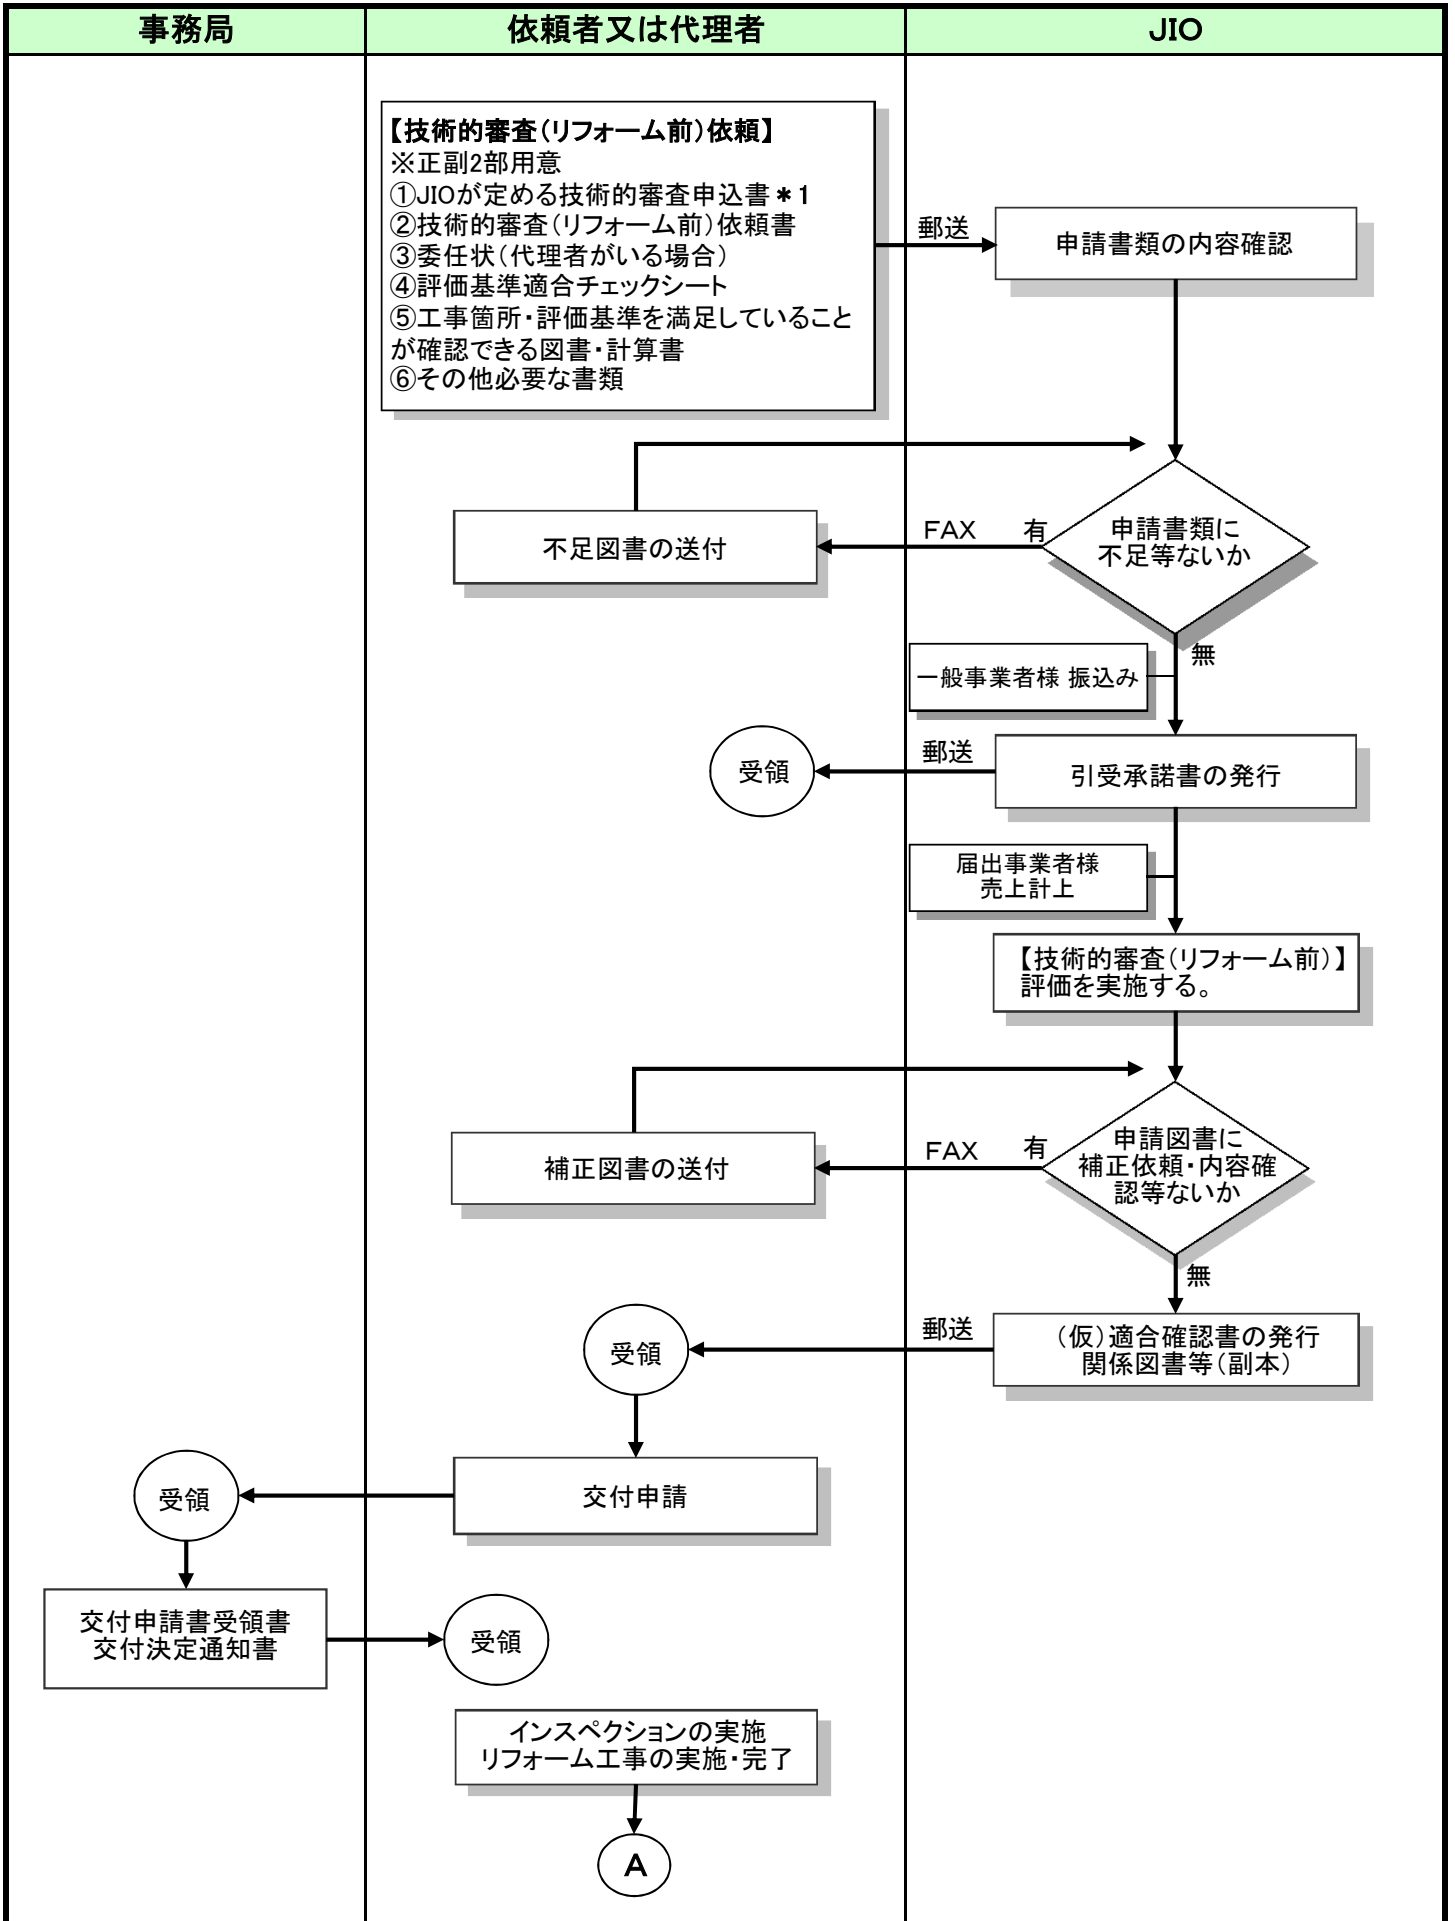 事務局
依頼者又は代理者
JIO
【技術的審査（リフォーム前）依頼】
※正副2部用意
①JIOが定める技術的審査申込書＊1
②技術的審査（リフォーム前）依頼書
③委任状（代理者がいる場合）
④評価基準適合チェックシート
⑤工事箇所・評価基準を満足していること
が確認できる図書・計算書
⑥その他必要な書類
郵送
申請書類の内容確認
不足図書の送付
FAX
有
申請書類に
不足等ないか
無
一般事業者様 振込み
受領
郵送
引受承諾書の発行
届出事業者様
売上計上
【技術的審査（リフォーム前）】
評価を実施する。
補正図書の送付
FAX
有
申請図書に
補正依頼・内容確
認等ないか
無
受領
郵送
（仮）適合確認書の発行
関係図書等（副本）
受領
交付申請
交付申請書受領書
交付決定通知書
受領
インスペクションの実施
リフォーム工事の実施・完了
A